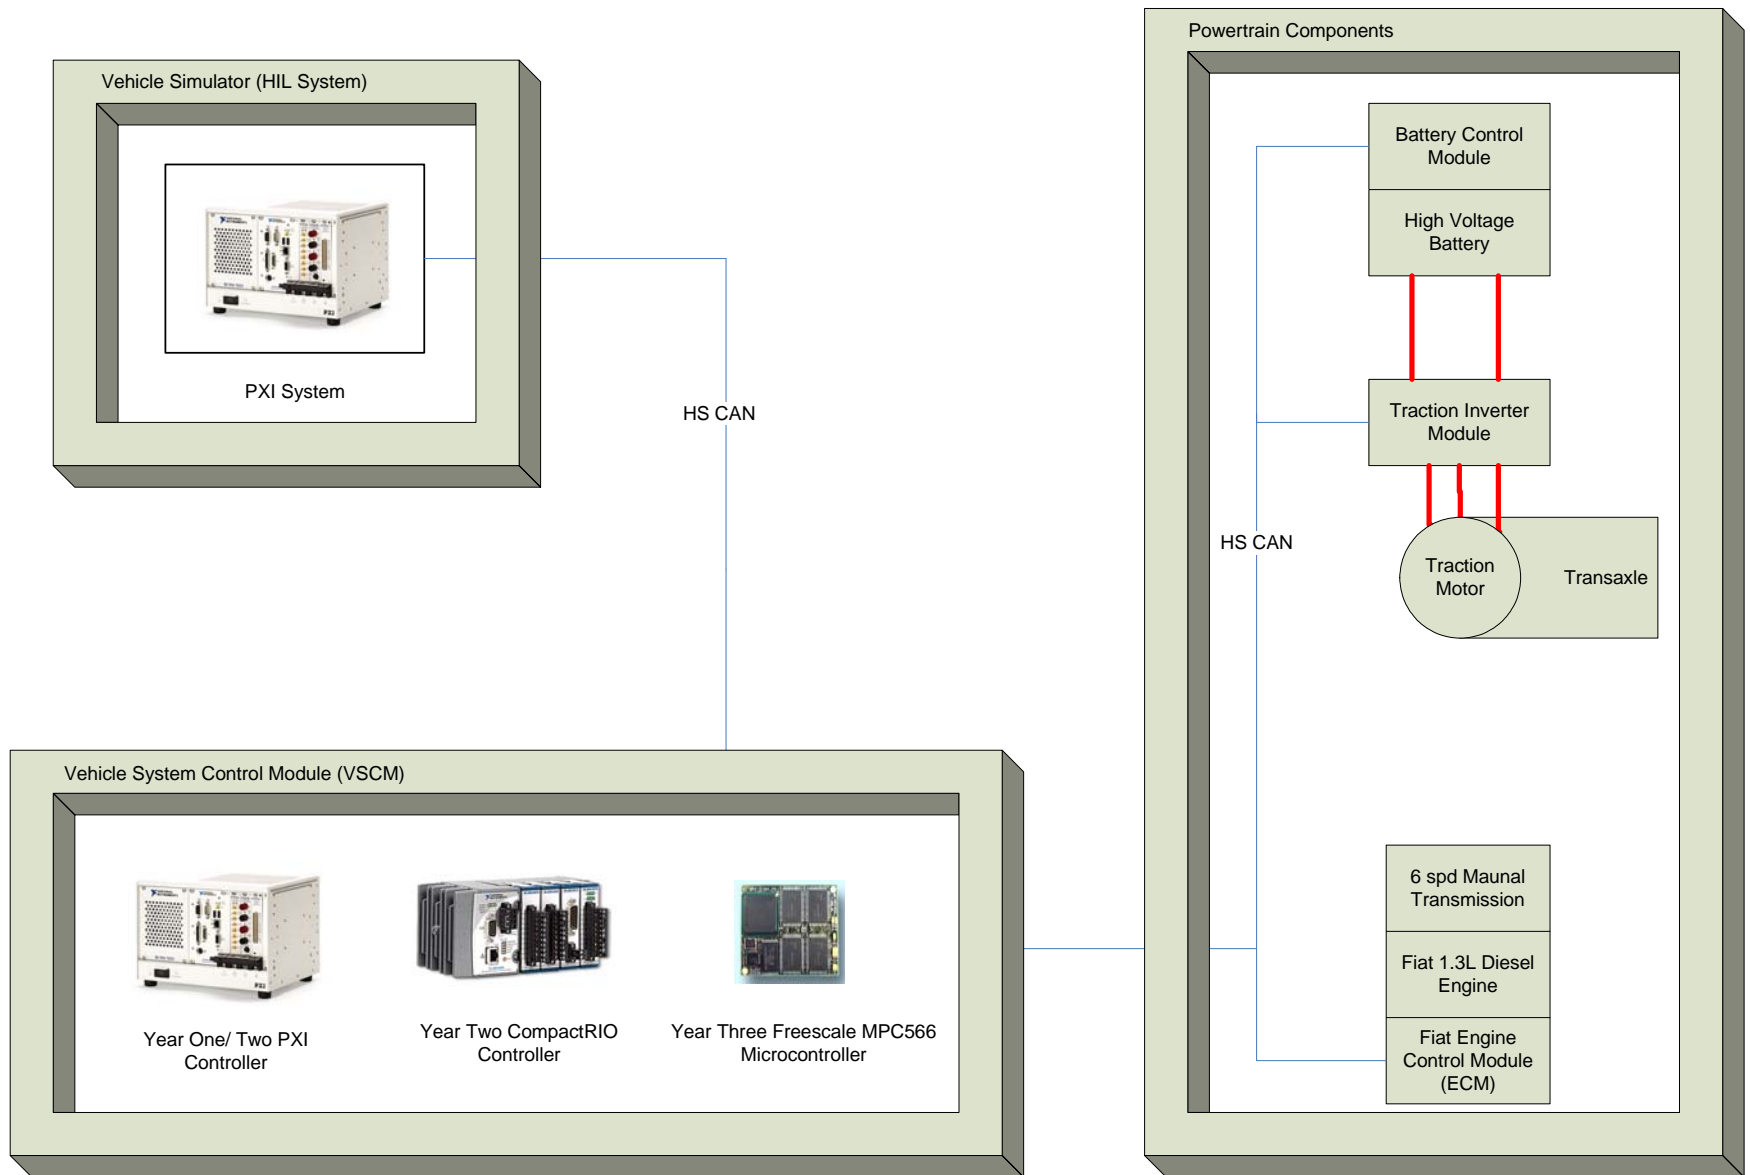 Powertrain Components
Vehicle Simulator (HIL System)
PXI System
HS CAN
Battery Control
Module
High Voltage
Battery
Traction Inverter
Module
HS CAN
Traction
Motor
Transaxle
Vehicle System Control Module (VSCM)
Year One/ Two PXI
Controller
Year Two CompactRIO
Controller
Year Three Freescale MPC566
Microcontroller
6 spd Maunal
Transmission
Fiat 1.3L Diesel
Engine
Fiat Engine
Control Module
(ECM)